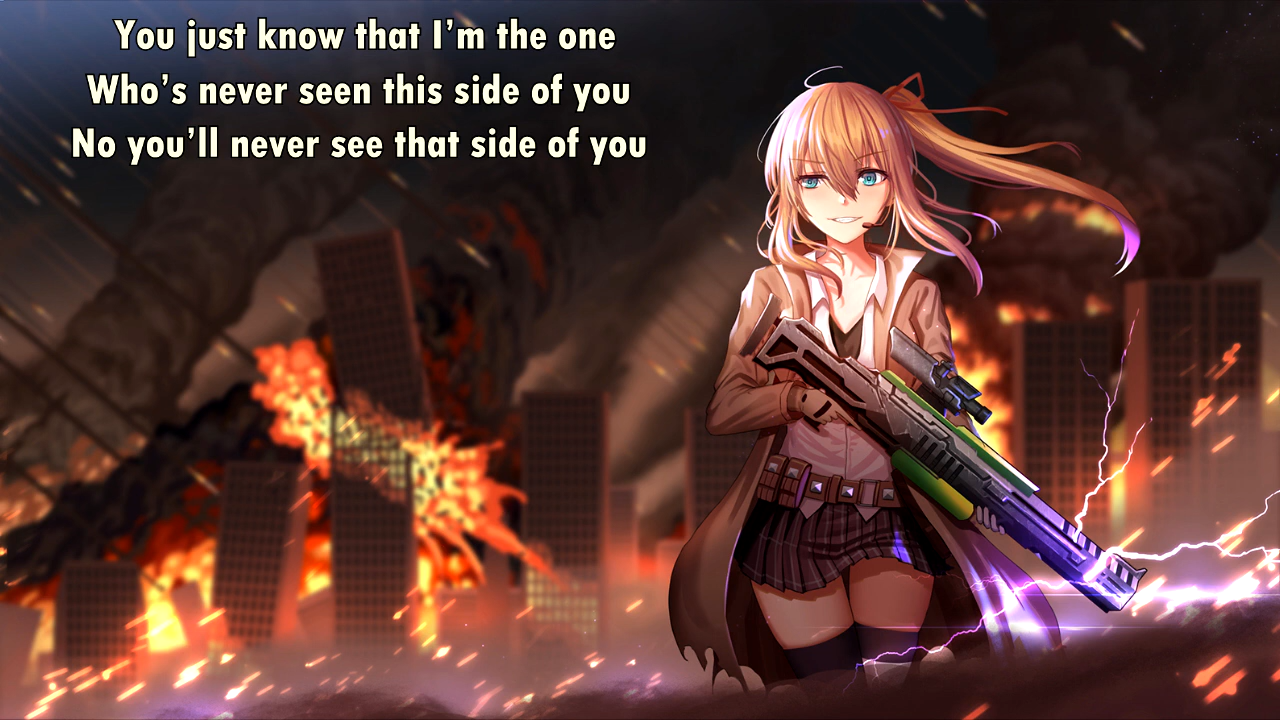 You just know that I'm the one
Who's never seen this side of you
No you'll never see that side of you